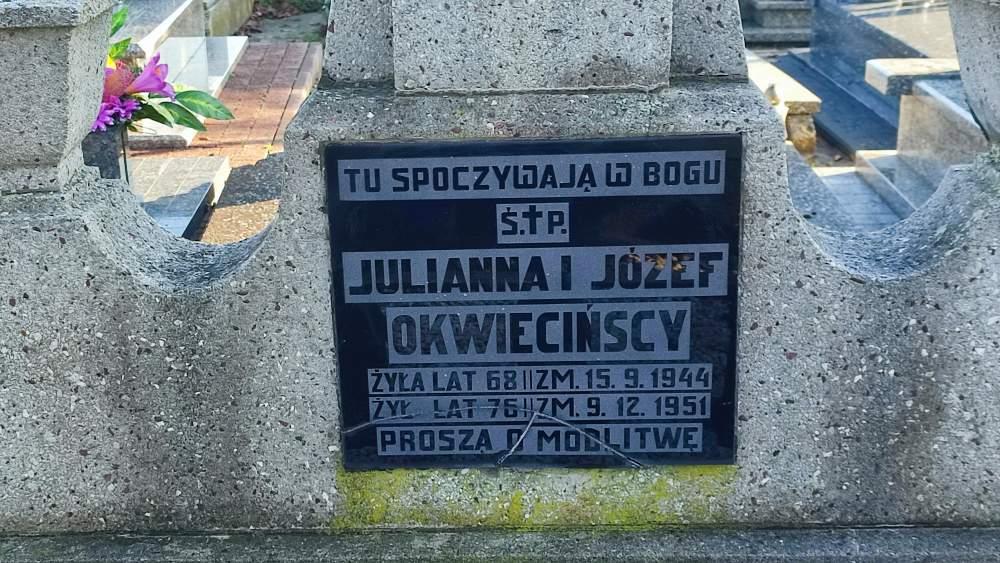 TU SPOCZYWAJĄ W BOGU
Ś.†P.
JULIANNA I JÓZEF
OKWIECIŃSCY
ŻYŁA LAT 68 || ZM. 15. 9. 1944
ŻYŁ LAT 76 || ZM. 9. 12. 1951
PROSZĄ O MODLITWĘ